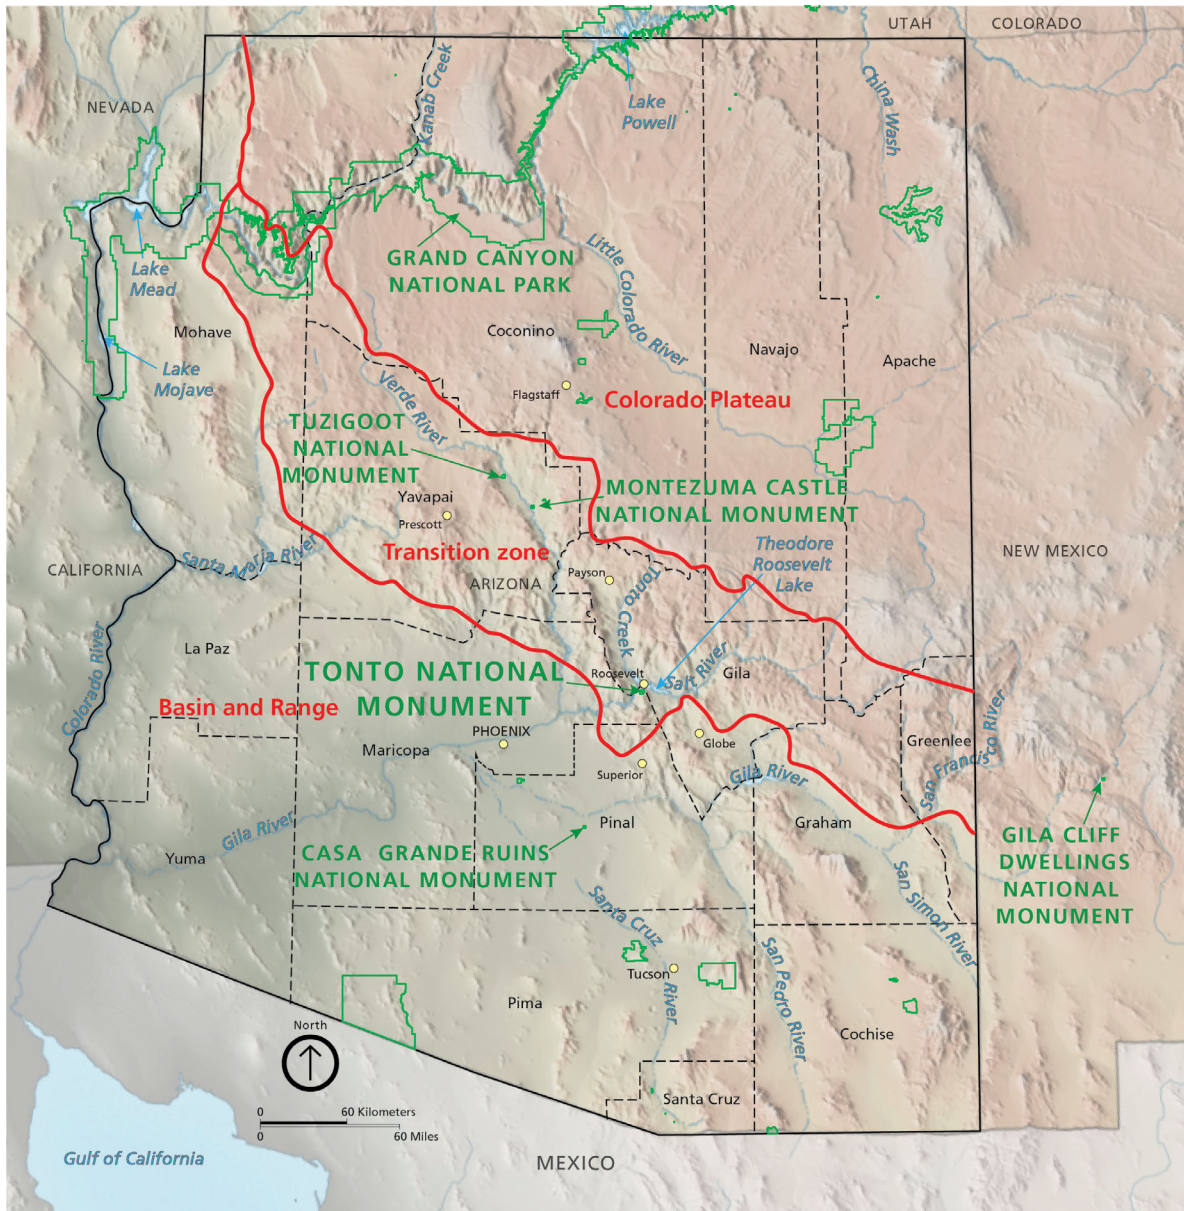 UTAH
COLORADO
NEVADA
Kanab Creek
Lake
Powell
China Wash
GRAND CANYON
NATIONAL PARK
Little Colorado River
Lake
Mead
Mohave
Coconino
Navajo
Apache
Lake
Mojave
Verde River
Flagstaff
Colorado Plateau
TUZIGOOT
NATIONAL
MONUMENT
MONTEZUMA CASTLE
NATIONAL MONUMENT
Yavapai
Prescott
Transition zone
Theodore
Roosevelt
Lake
NEW MEXICO
CALIFORNIA
Santa Maria River
ARIZONA
Payson
Tonto
Creek
La Paz
Colorado River
TONTO NATIONAL
MONUMENT
Roosevelt
Salt River
Gila
Basin and Range
PHOENIX
Maricopa
Globe
Superior
Greenlee
San Francisco River
Gila River
Gila River
Pinal
Graham
Yuma
CASA GRANDE RUINS
NATIONAL MONUMENT
GILA CLIFF
DWELLINGS
NATIONAL
MONUMENT
San Simon River
Santa Cruz
River
San Pedro River
Tucson
Pima
Cochise
North
Santa Cruz
0
60 Kilometers
0
60 Miles
Gulf of California
MEXICO